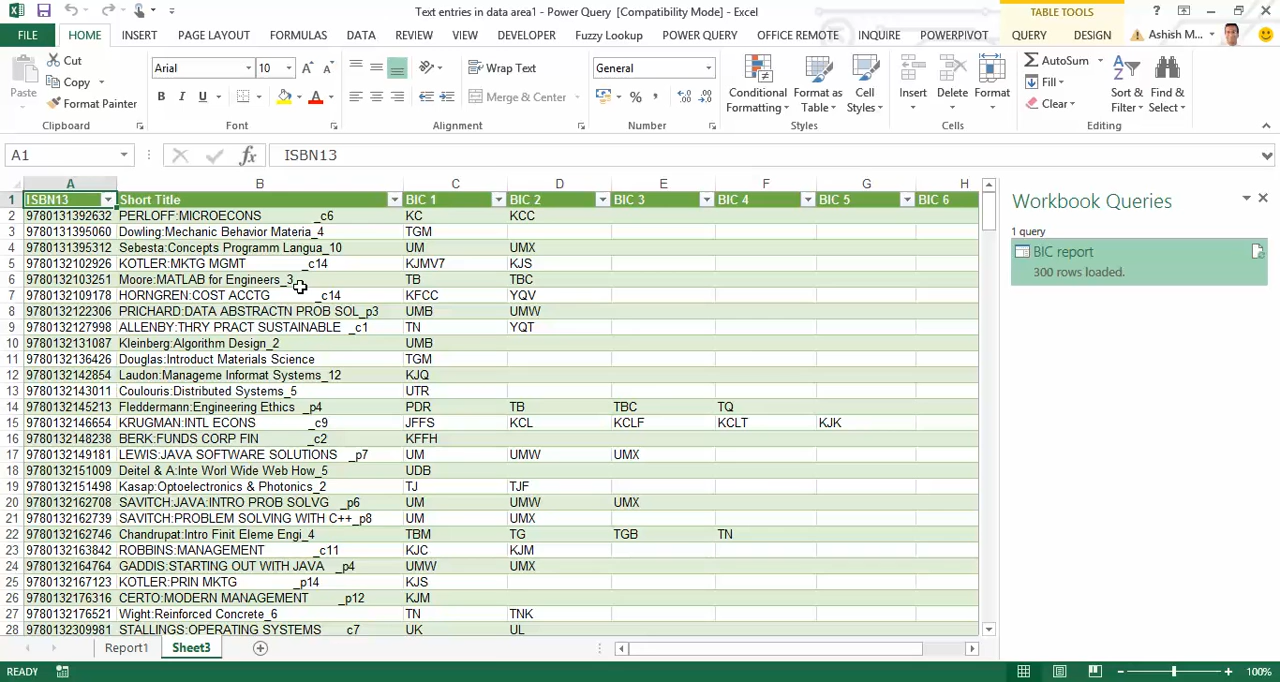 Text entries in data area1 - Power Query [Compatibility Mode] - Excel
TABLE TOOLS
FILE HOME INSERT PAGE LAYOUT FORMULAS DATA REVIEW VIEW DEVELOPER Fuzzy Lookup POWER QUERY OFFICE REMOTE INQUIRE POWERPIVOT QUERY DESIGN Ashish M...
Paste Cut Copy Format Painter
Arial 10 B I U
Wrap Text Merge & Center
General % ,
Conditional Formatting Format as Table Cell Styles
Insert Delete Format
AutoSum Fill Clear Sort & Filter Find & Select
Clipboard Font Alignment Number Styles Cells Editing
A1 fx ISBN13
A B C D E F G H
1 ISBN13 Short Title BIC 1 BIC 2 BIC 3 BIC 4 BIC 5 BIC 6
2 9780131392632 PERLOFF:MICROECONS _c6 KC KCC
3 9780131395060 Dowling:Mechanic Behavior Materia_4 TGM
4 9780131395312 Sebesta:Concepts Programm Langua_10 UM UMX
5 9780132102926 KOTLER:MKTG MGMT _c14 KJMV7 KJS
6 9780132103251 Moore:MATLAB for Engineers_3 TB TBC
7 9780132109178 HORNGREN:COST ACCTG _c14 KFCC YQV
8 9780132122306 PRICHARD:DATA ABSTRACTN PROB SOL_p3 UMB UMW
9 9780132127998 ALLENBY:THRY PRACT SUSTAINABLE _c1 TN YQT
10 9780132131087 Kleinberg:Algorithm Design_2 UMB
11 9780132136426 Douglas:Introduct Materials Science TGM
12 9780132142854 Laudon:Manageme Informat Systems_12 KJQ
13 9780132143011 Coulouris:Distributed Systems_5 UTR
14 9780132145213 Fleddermann:Engineering Ethics _p4 PDR TB TBC TQ
15 9780132146654 KRUGMAN:INTL ECONS _c9 JFFS KCL KCLF KCLT KJK
16 9780132148238 BERK:FUNDS CORP FIN _c2 KFFH
17 9780132149181 LEWIS:JAVA SOFTWARE SOLUTIONS _p7 UM UMW UMX
18 9780132151009 Deitel & A:Inte Worl Wide Web How_5 UDB
19 9780132151498 Kasap:Optoelectronics & Photonics_2 TJ TJF
20 9780132162708 SAVITCH:JAVA:INTRO PROB SOLVG _p6 UM UMW UMX
21 9780132162739 SAVITCH:PROBLEM SOLVING WITH C++_p8 UM UMX
22 9780132162746 Chandrupat:Intro Finit Eleme Engi_4 TBM TG TGB TN
23 9780132163842 ROBBINS:MANAGEMENT _c11 KJC KJM
24 9780132164764 GADDIS:STARTING OUT WITH JAVA _p4 UMW UMX
25 9780132167123 KOTLER:PRIN MKTG _p14 KJS
26 9780132176316 CERTO:MODERN MANAGEMENT _p12 KJM
27 9780132176521 Wight:Reinforced Concrete_6 TN TNK
28 9780132309981 STALLINGS:OPERATING SYSTEMS c7 UK UL
Workbook Queries
1 query
BIC report
300 rows loaded.
Report1 Sheet3
READY 100%